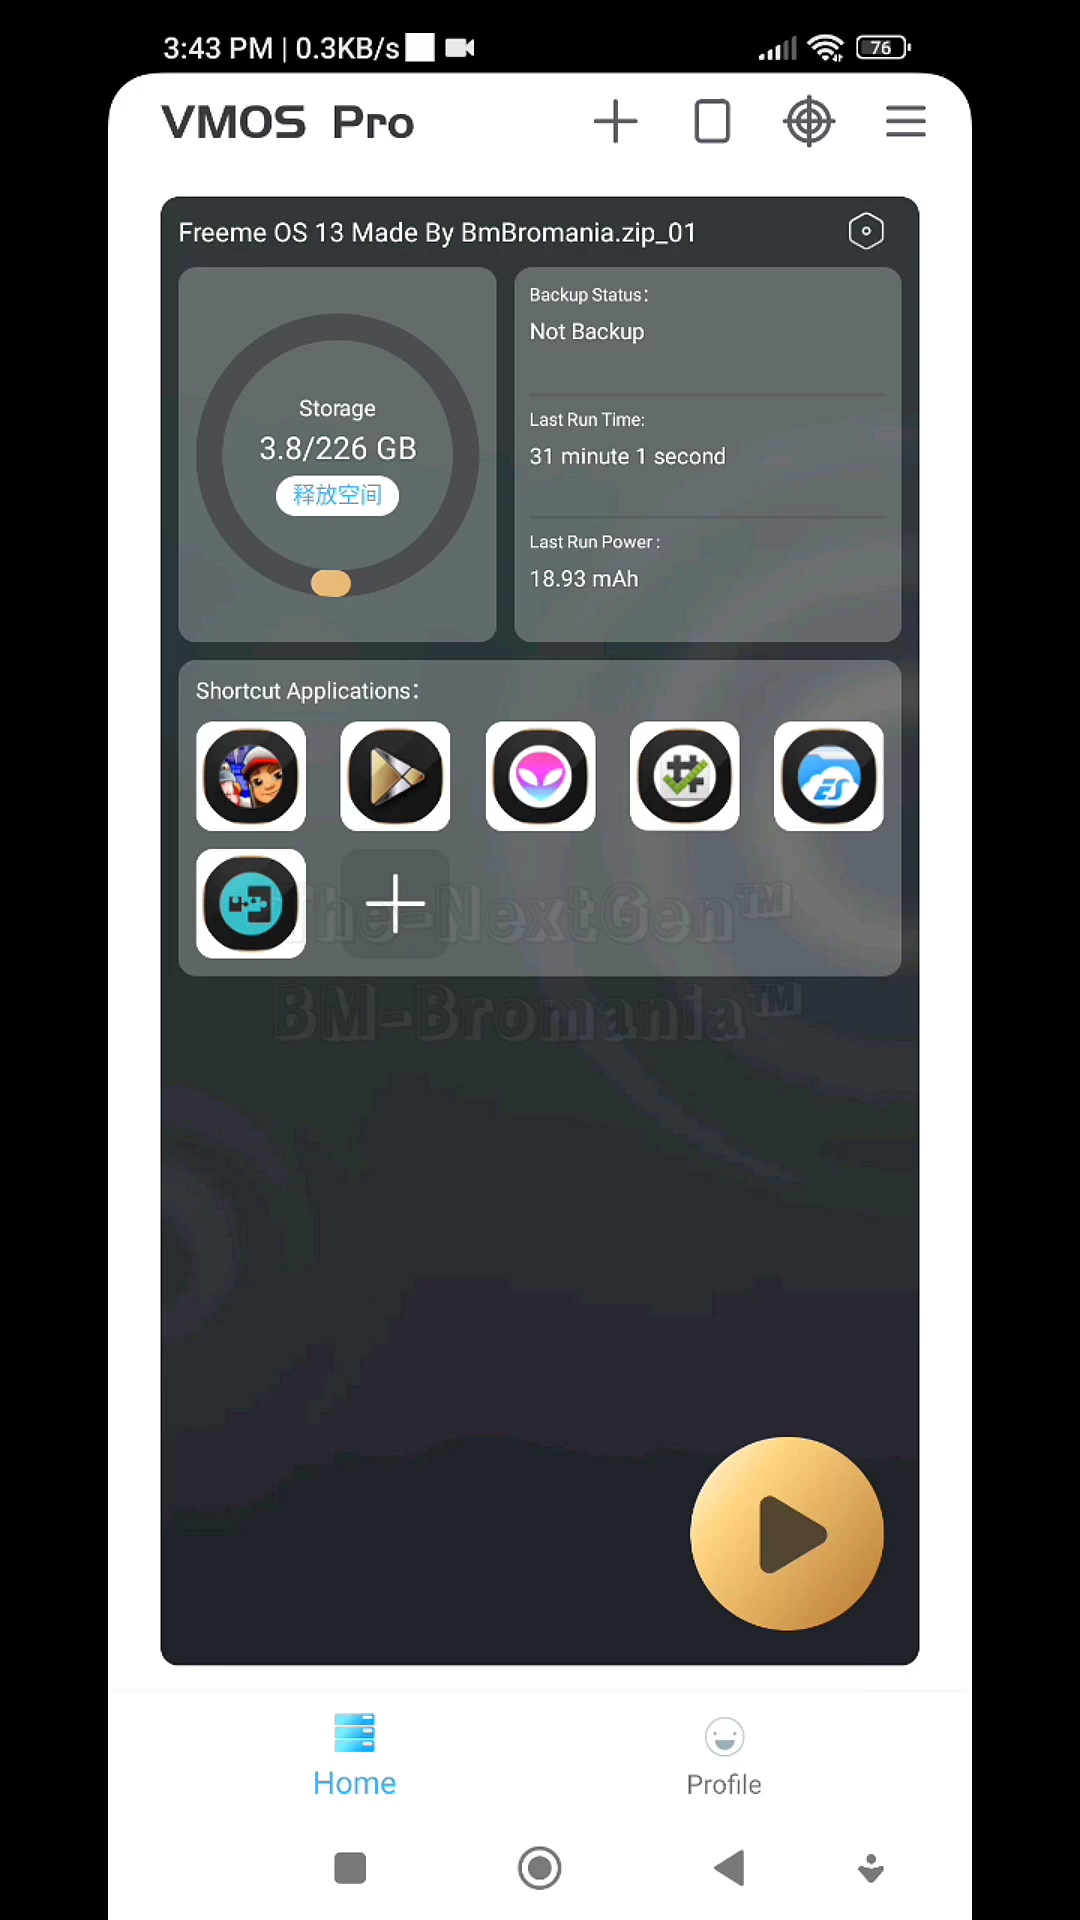 3:43 PM | 0.3KB/s
76
VMOS Pro
Freeme OS 13 Made By BmBromania.zip_01
Storage
3.8/226 GB
释放空间
Backup Status:
Not Backup
Last Run Time:
31 minute 1 second
Last Run Power :
18.93 mAh
Shortcut Applications:
ES
The-NextGen™
BM-Bromania™
Home
Profile